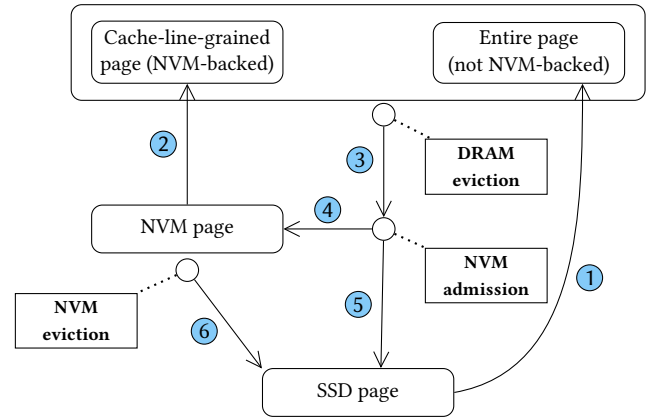 Cache-line-grained
page (NVM-backed)
Entire page
(not NVM-backed)
2
3
DRAM
eviction
4
NVM page
NVM
admission
1
5
NVM
eviction
6
SSD page